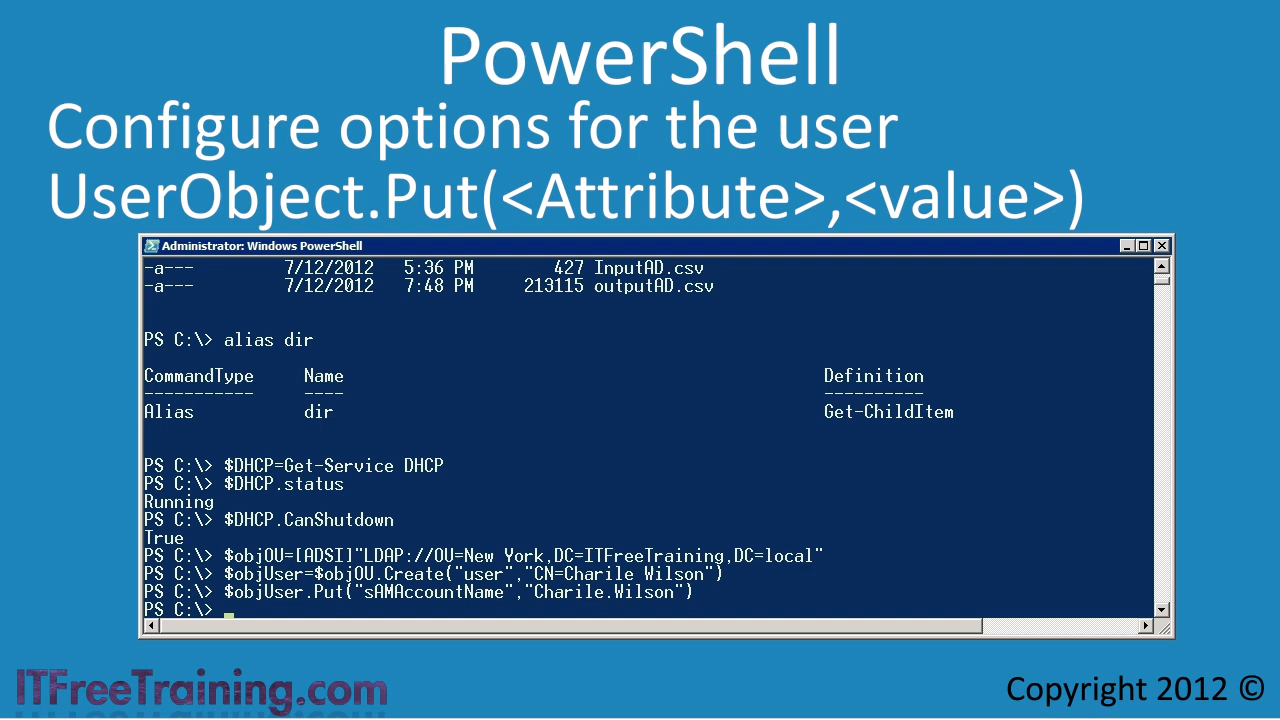 PowerShell
Configure options for the user
UserObject.Put(<Attribute>,<value>)
Administrator: Windows PowerShell
-a--- 7/12/2012 5:36 PM 427 InputAD.csv
-a--- 7/12/2012 7:48 PM 213115 outputAD.csv
PS C:\> alias dir
CommandType Name Definition
----------- ---- ----------
Alias dir Get-ChildItem
PS C:\> $DHCP=Get-Service DHCP
PS C:\> $DHCP.status
Running
PS C:\> $DHCP.CanShutdown
True
PS C:\> $objOU=[ADSI]"LDAP://OU=New York,DC=ITFreeTraining,DC=local"
PS C:\> $objUser=$objOU.Create("user","CN=Charile Wilson")
PS C:\> $objUser.Put("sAMAccountName","Charile.Wilson")
PS C:\>
ITFreeTraining.com
Copyright 2012 ©